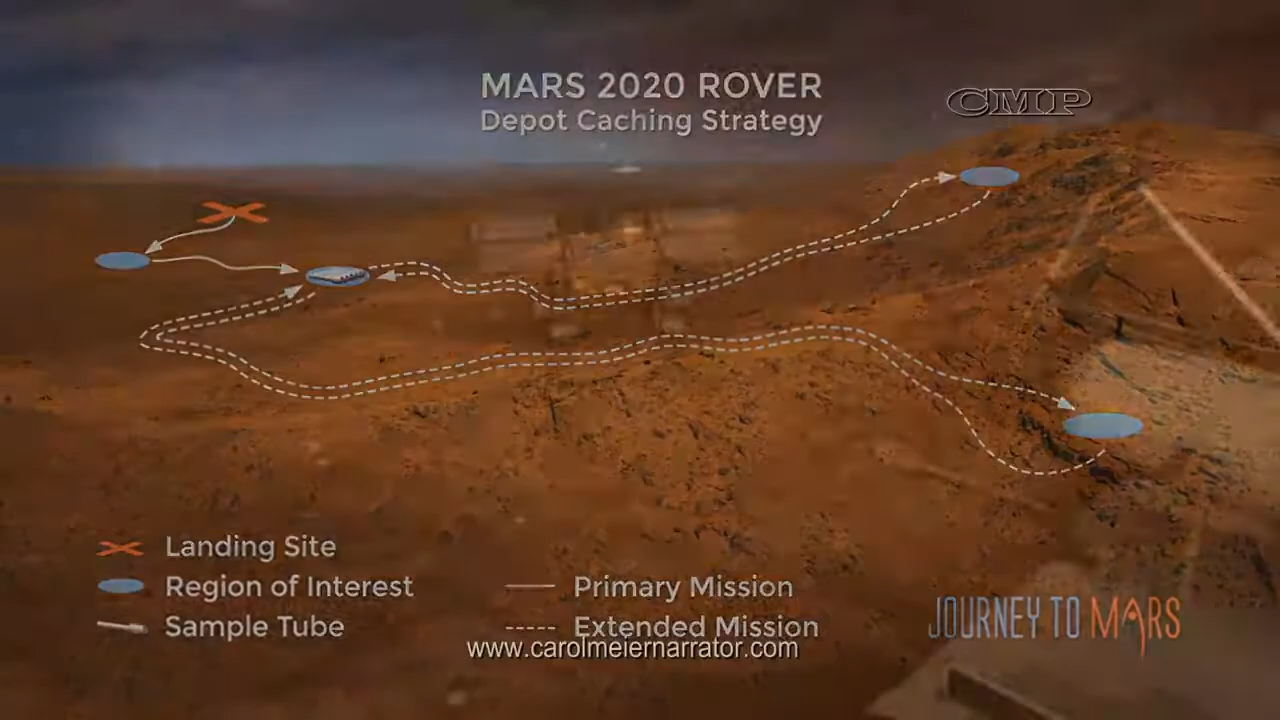 MARS 2020 ROVER
Depot Caching Strategy
CMP
Landing Site
Region of Interest
Sample Tube
Primary Mission
Extended Mission
JOURNEY TO MARS
www.carolmeiernarrator.com